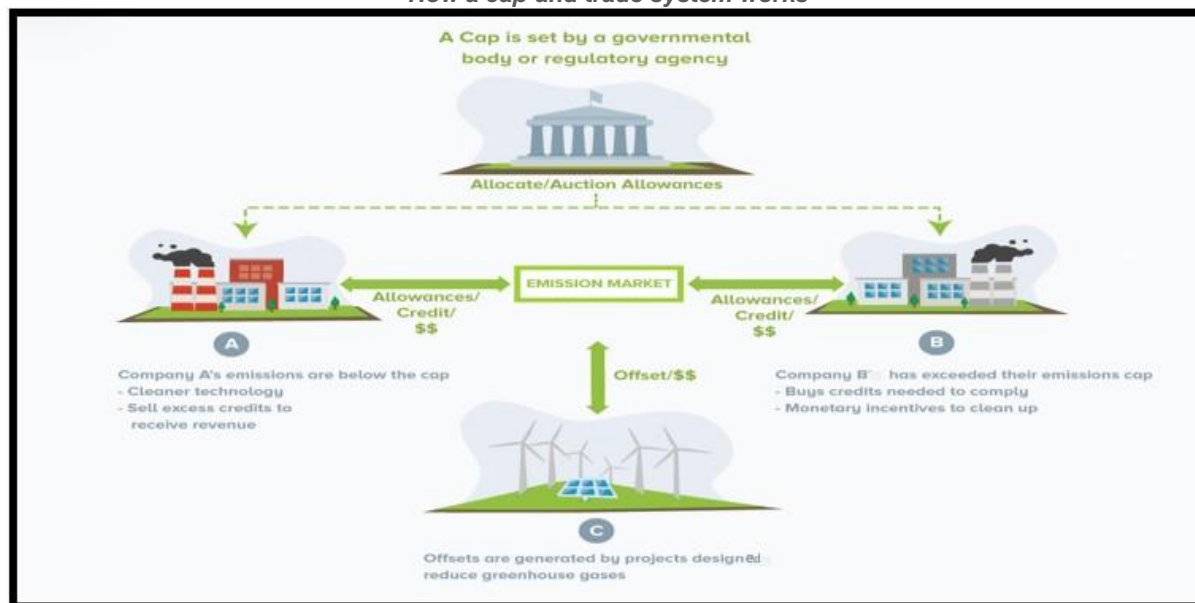 How a cap and trade system works
A Cap is set by a governmental
body or regulatory agency
Allocate/Auction Allowances
EMISSION MARKET
Allowances/
Credit/
$$
Allowances/
Credit/
$$
A
B
Company A's emissions are below the cap
- Cleaner technology
- Sell excess credits to
receive revenue
Offset/$$
Company B' has exceeded their emissions cap
- Buys credits needed to comply
- Monetary incentives to clean up
C
Offsets are generated by projects designed
reduce greenhouse gases